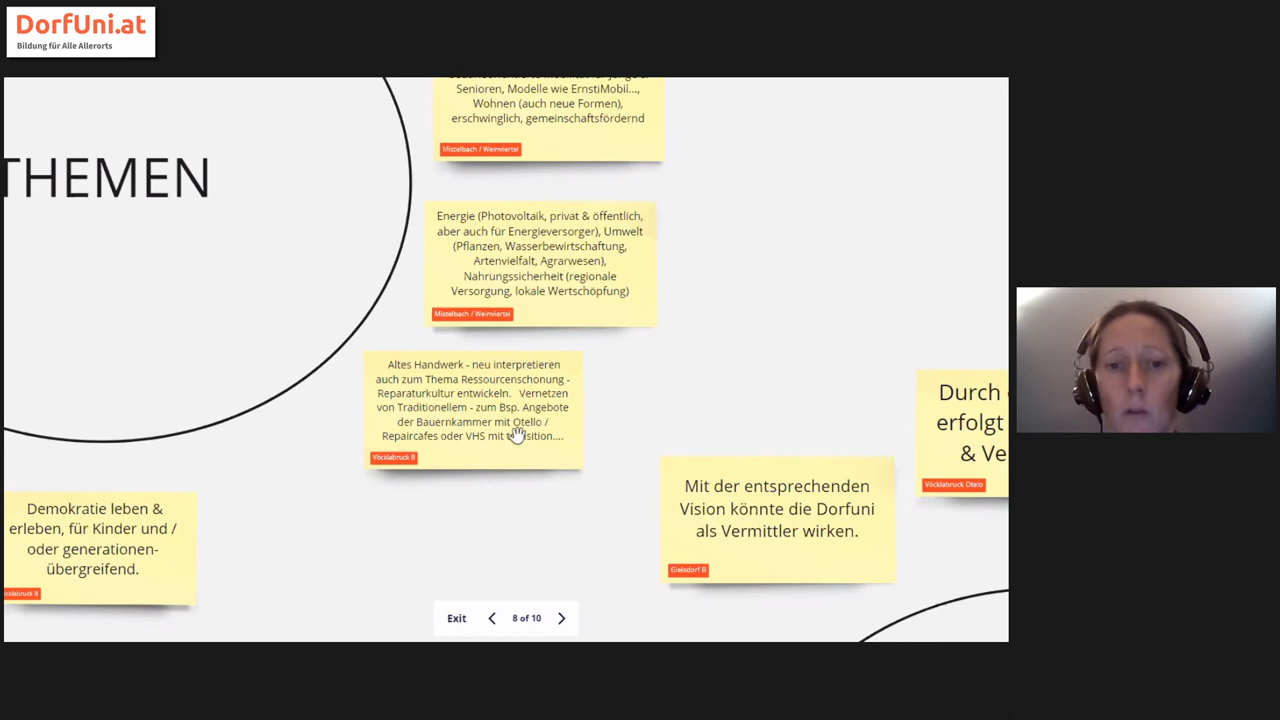 DorfUni.at
Bildung für Alle Allerorts
THEMEN
Senioren, Modelle wie ErnstiMobil...,
Wohnen (auch neue Formen),
erschwinglich, gemeinschaftsfördernd
Mistelbach / Weinviertel
Energie (Photovoltaik, privat & öffentlich,
aber auch für Energieversorger), Umwelt
(Pflanzen, Wasserbewirtschaftung,
Artenvielfalt, Agrarwesen),
Nahrungssicherheit (regionale
Versorgung, lokale Wertschöpfung)
Mistelbach / Weinviertel
Altes Handwerk - neu interpretieren
auch zum Thema Ressourcenschonung -
Reparaturkultur entwickeln. Vernetzen
von Traditionellem - zum Bsp. Angebote
der Bauernkammer mit Otello /
Repaircafes oder VHS mit
Vöcklabruck B
Durch
erfolgt
& Ve
Vöcklabruck Otelo
Mit der entsprechenden
Vision könnte die Dorfuni
als Vermittler wirken.
Gleisdorf B
Demokratie leben &
erleben, für Kinder und /
oder generationen-
übergreifend.
Exit
8 of 10